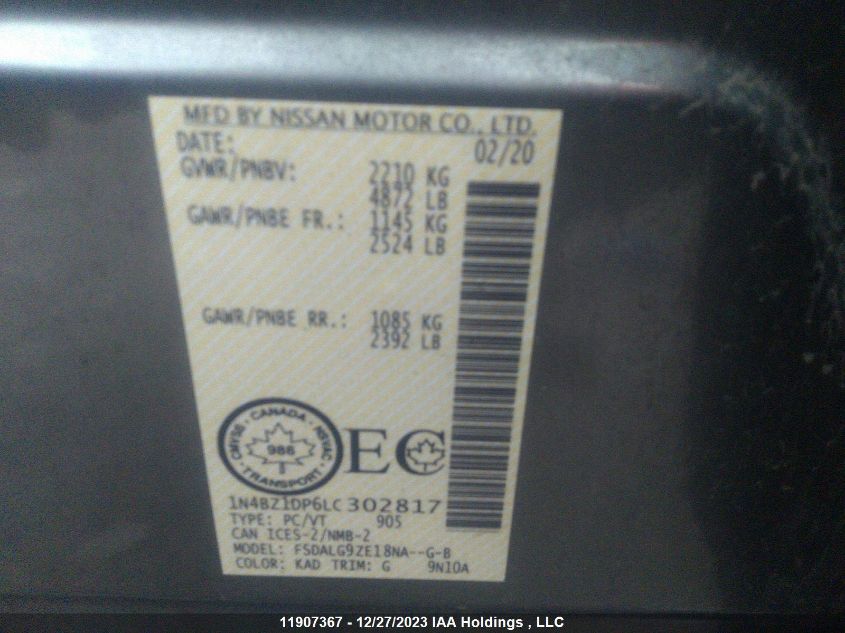 MFD BY NISSAN MOTOR CO., LTD.
DATE: 02/20
GVWR/PNBV: 2210 KG
4872 LB
GAWR/PNBE FR.: 1145 KG
2524 LB
GAWR/PNBE RR.: 1085 KG
2392 LB
CANADA
CMVSS · NSVAC
986
TRANSPORT
EC
1N4BZ1DP6LC302817
TYPE: PC/VT 905
CAN ICES-2/NMB-2
MODEL: FSDALG9ZE18NA--G-B
COLOR: KAD TRIM: G 9N10A
11907367 - 12/27/2023 IAA Holdings , LLC